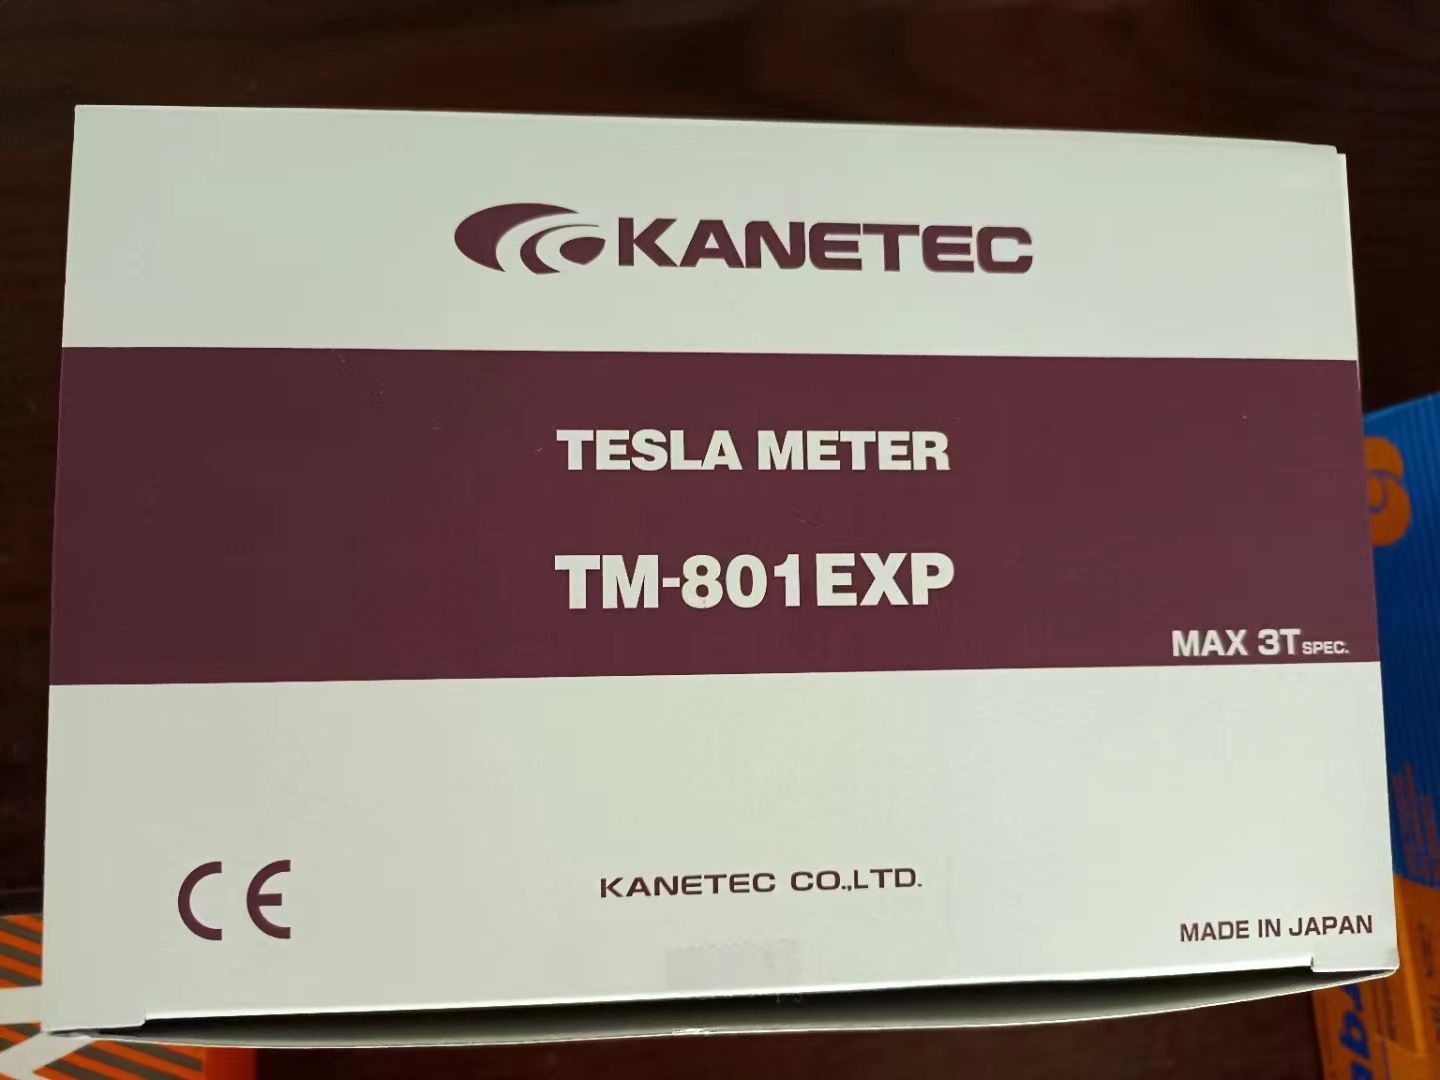 KANETEC
TESLA METER
TM-801EXP
MAX 3T SPEC.
CE
KANETEC CO.,LTD.
MADE IN JAPAN